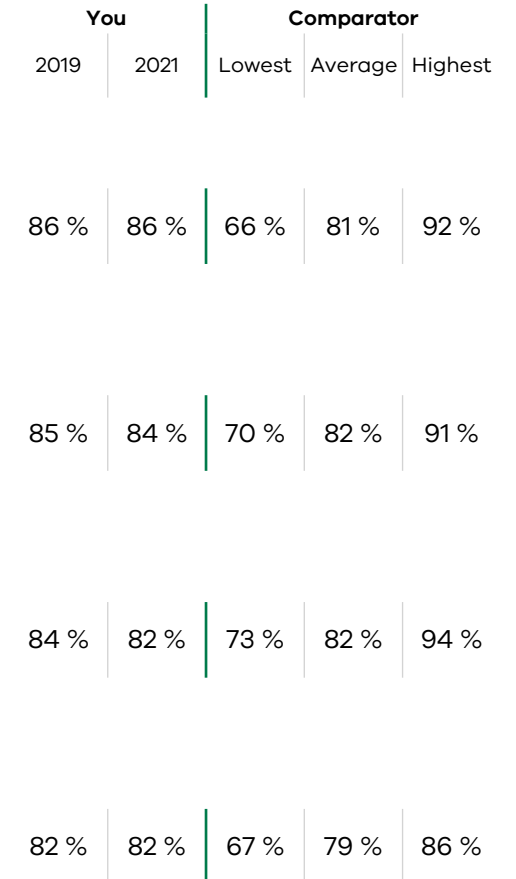 You Comparator
2019 2021 Lowest Average Highest
86 % 86 % 66 % 81 % 92 %
85 % 84 % 70 % 82 % 91 %
84 % 82 % 73 % 82 % 94 %
82 % 82 % 67 % 79 % 86 %